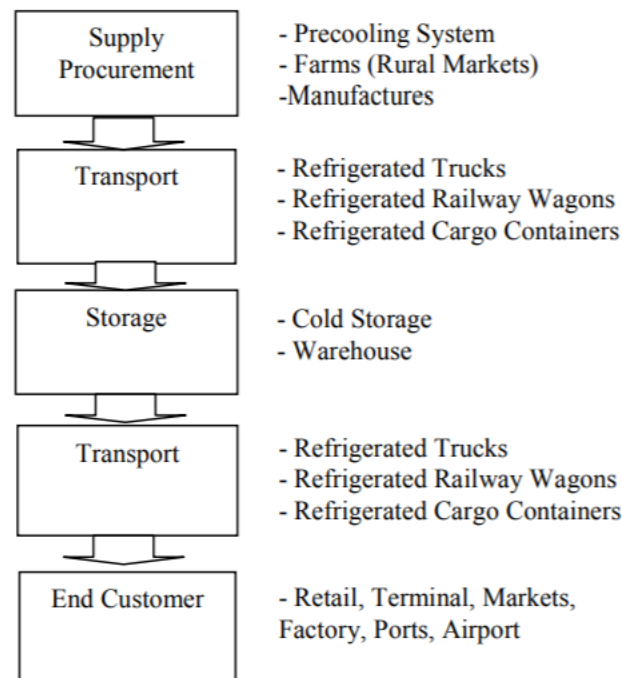 Supply
Procurement
- Precooling System
- Farms (Rural Markets)
-Manufactures
Transport
- Refrigerated Trucks
- Refrigerated Railway Wagons
- Refrigerated Cargo Containers
Storage
- Cold Storage
- Warehouse
Transport
- Refrigerated Trucks
- Refrigerated Railway Wagons
- Refrigerated Cargo Containers
End Customer
- Retail, Terminal, Markets,
Factory, Ports, Airport